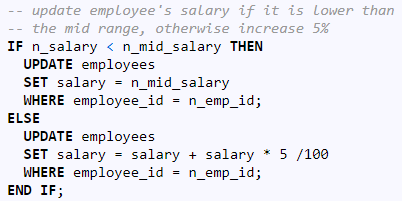 -- update employee's salary if it is lower than
-- the mid range, otherwise increase 5%
IF n_salary < n_mid_salary THEN
  UPDATE employees
  SET salary = n_mid_salary
  WHERE employee_id = n_emp_id;
ELSE
  UPDATE employees
  SET salary = salary + salary * 5 /100
  WHERE employee_id = n_emp_id;
END IF;